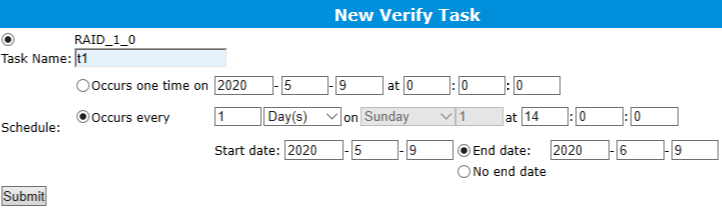 New Verify Task
RAID_1_0
Task Name: t1
Occurs one time on 2020 - 5 - 9 at 0 : 0 : 0
Schedule:
Occurs every 1 Day(s) on Sunday 1 at 14 : 0 : 0
Start date: 2020 - 5 - 9 End date: 2020 - 6 - 9
No end date
Submit